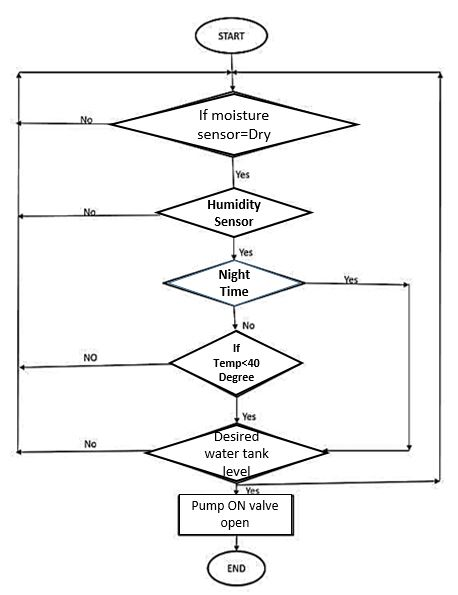 START
If moisture
sensor=Dry
No
Yes
Humidity
Sensor
No
Yes
Night
Time
Yes
No
If
Temp<40
Degree
NO
Yes
Desired
water tank
level
No
Yes
Pump ON valve
open
END